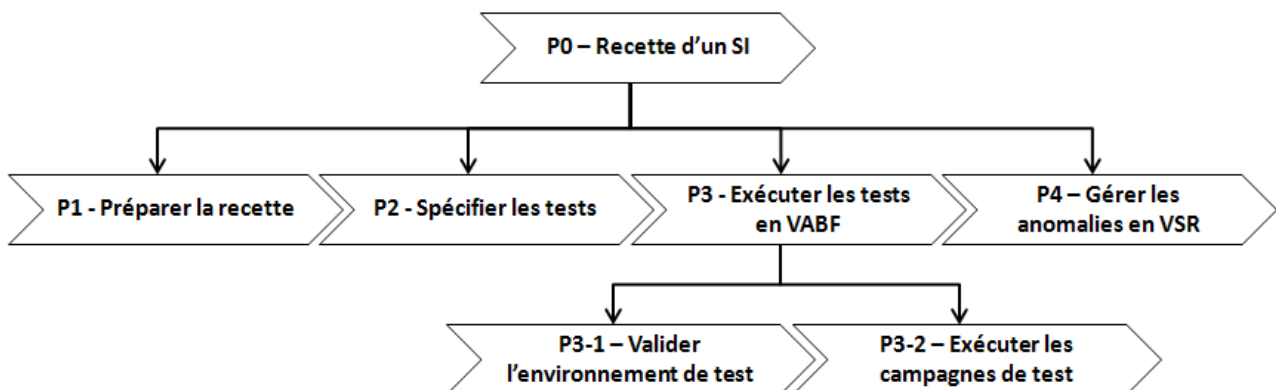 P0 – Recette d’un SI
P1 - Préparer la recette
P2 - Spécifier les tests
P3 - Exécuter les tests
en VABF
P4 – Gérer les
anomalies en VSR
P3-1 – Valider
l’environnement de test
P3-2 – Exécuter les
campagnes de test